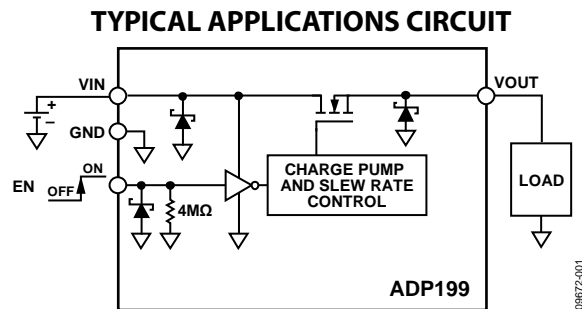 TYPICAL APPLICATIONS CIRCUIT
VIN
VOUT
+
–
GND
EN
OFF
ON
4MΩ
CHARGE PUMP
AND SLEW RATE
CONTROL
LOAD
ADP199
09672-001